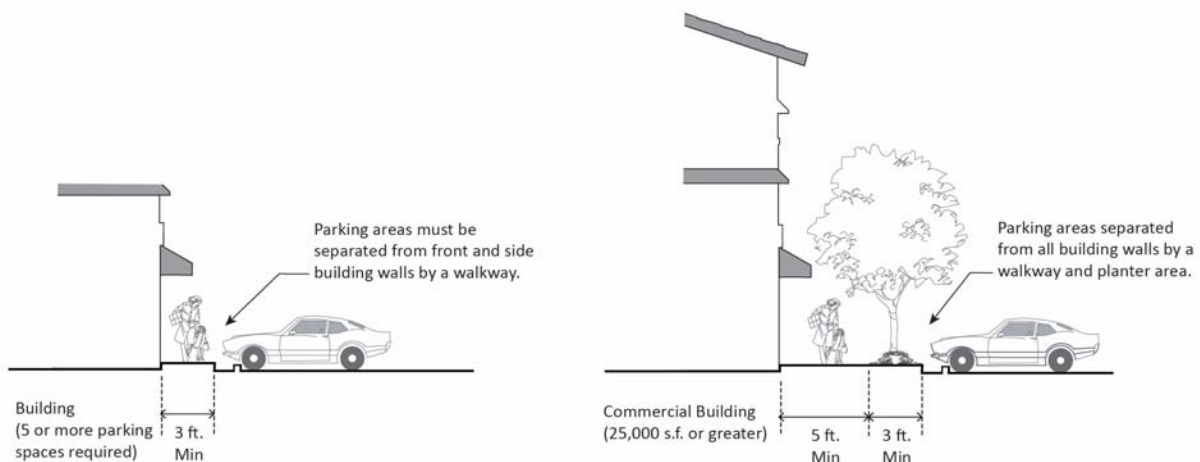 Parking areas must be
separated from front and side
building walls by a walkway.
Building
(5 or more parking
spaces required)
3 ft.
Min
Parking areas separated
from all building walls by a
walkway and planter area.
Commercial Building
(25,000 s.f. or greater)
5 ft.
Min
3 ft.
Min